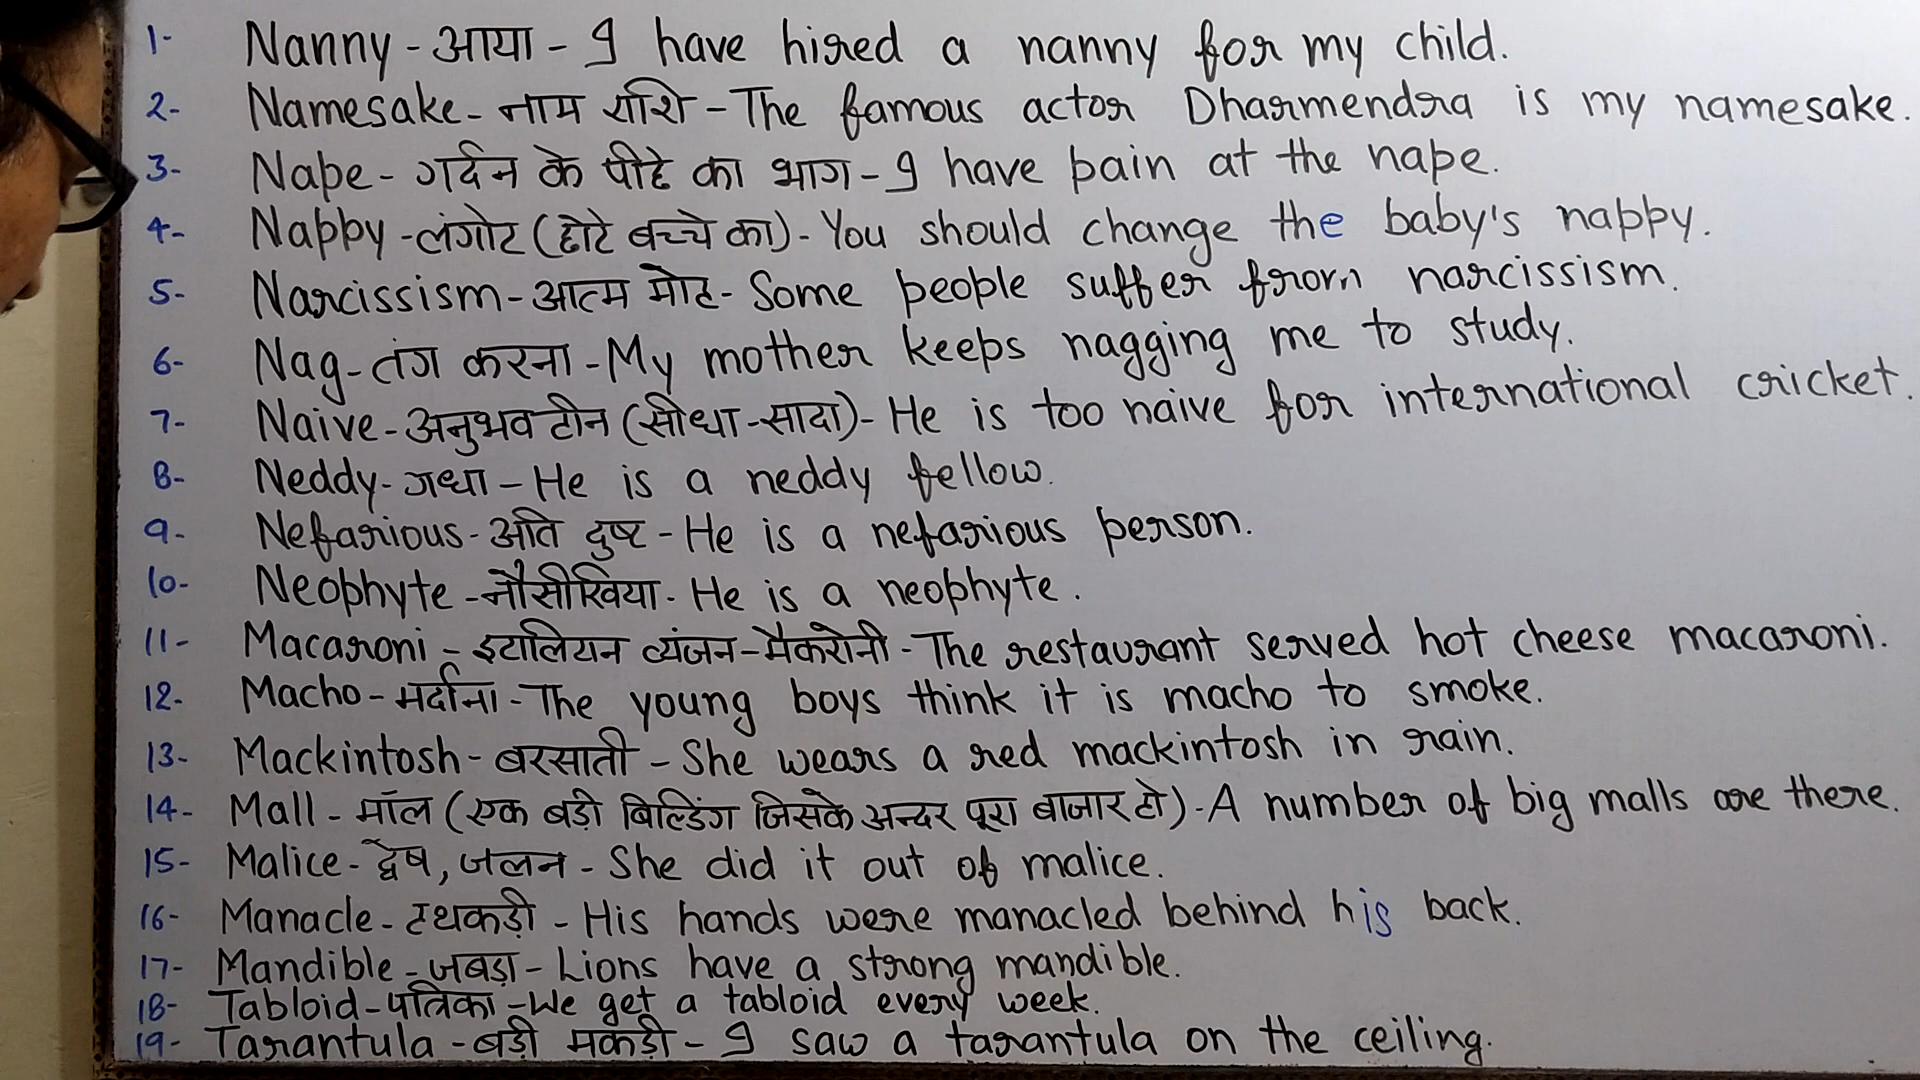 1- Nanny - आया - I have hired a nanny for my child.
2- Namesake - नाम राशि - The famous actor Dharmendra is my namesake.
3- Nape - गर्दन के पीछे का भाग - I have pain at the nape.
4- Nappy - लंगोट (छोटे बच्चे का) - You should change the baby's nappy.
5- Narcissism - आत्म मोह - Some people suffer from narcissism.
6- Nag - तंग करना - My mother keeps nagging me to study.
7- Naive - अनुभव हीन (सीधा-सादा) - He is too naive for international cricket.
8- Neddy - गधा - He is a neddy fellow.
9- Nefarious - अति दुष्ट - He is a nefarious person.
10- Neophyte - नौसीखिया - He is a neophyte.
11- Macaroni - इटालियन व्यंजन - मैकरोनी - The restaurant served hot cheese macaroni.
12- Macho - मर्दाना - The young boys think it is macho to smoke.
13- Mackintosh - बरसाती - She wears a red mackintosh in rain.
14- Mall - मॉल (एक बड़ी बिल्डिंग जिसके अन्दर पूरा बाजार हो) - A number of big malls are there.
15- Malice - द्वेष, जलन - She did it out of malice.
16- Manacle - हथकड़ी - His hands were manacled behind his back.
17- Mandible - जबड़ा - Lions have a strong mandible.
18- Tabloid - पत्रिका - We get a tabloid every week.
19- Tarantula - बड़ी मकड़ी - I saw a tarantula on the ceiling.